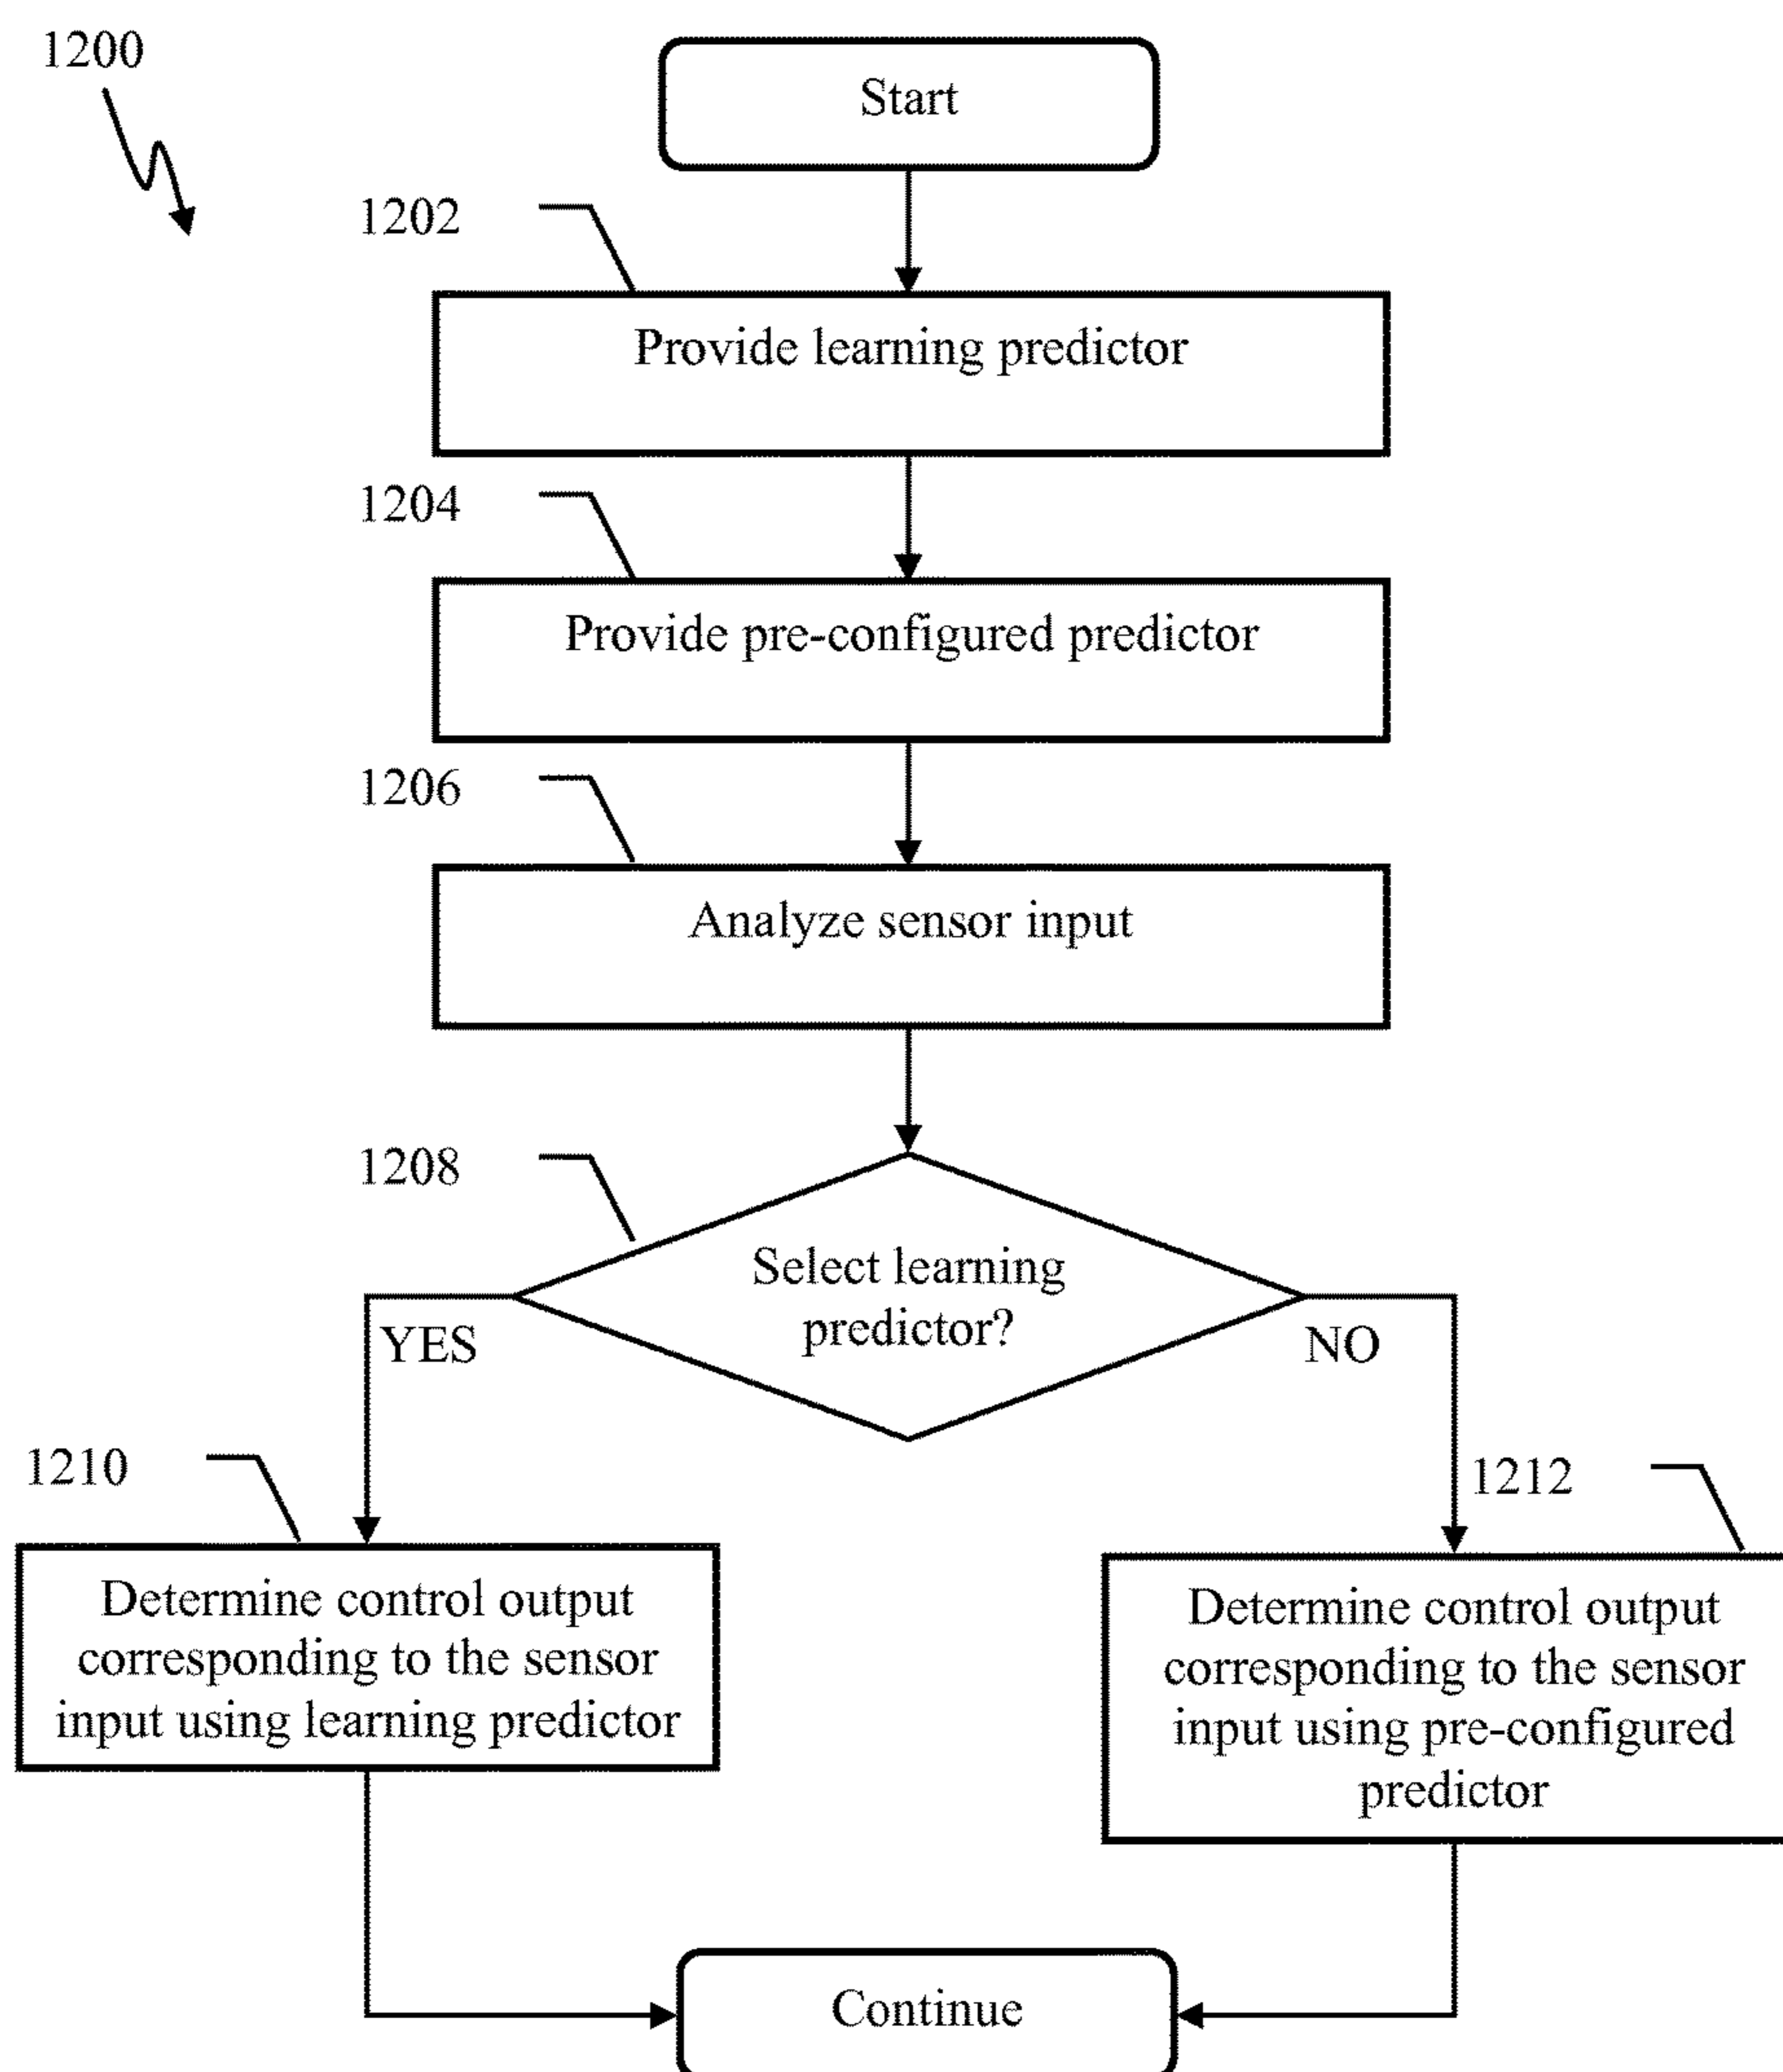 1200
Start
1202
Provide learning predictor
1204
Provide pre-configured predictor
1206
Analyze sensor input
1208
Select learning
predictor?
YES
NO
1210
1212
Determine control output
corresponding to the sensor
input using learning predictor
Determine control output
corresponding to the sensor
input using pre-configured
predictor
Continue